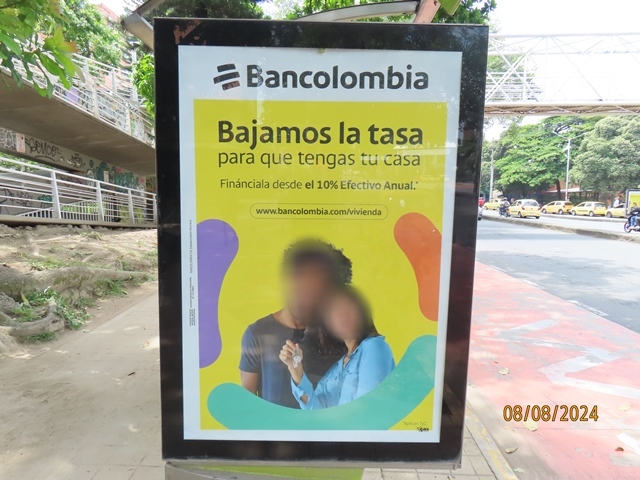 Bancolombia
Bajamos la tasa
para que tengas tu casa
Fináncíala desde el 10% Efectivo Anual.*
www.bancolombia.com/vivienda
08/08/2024